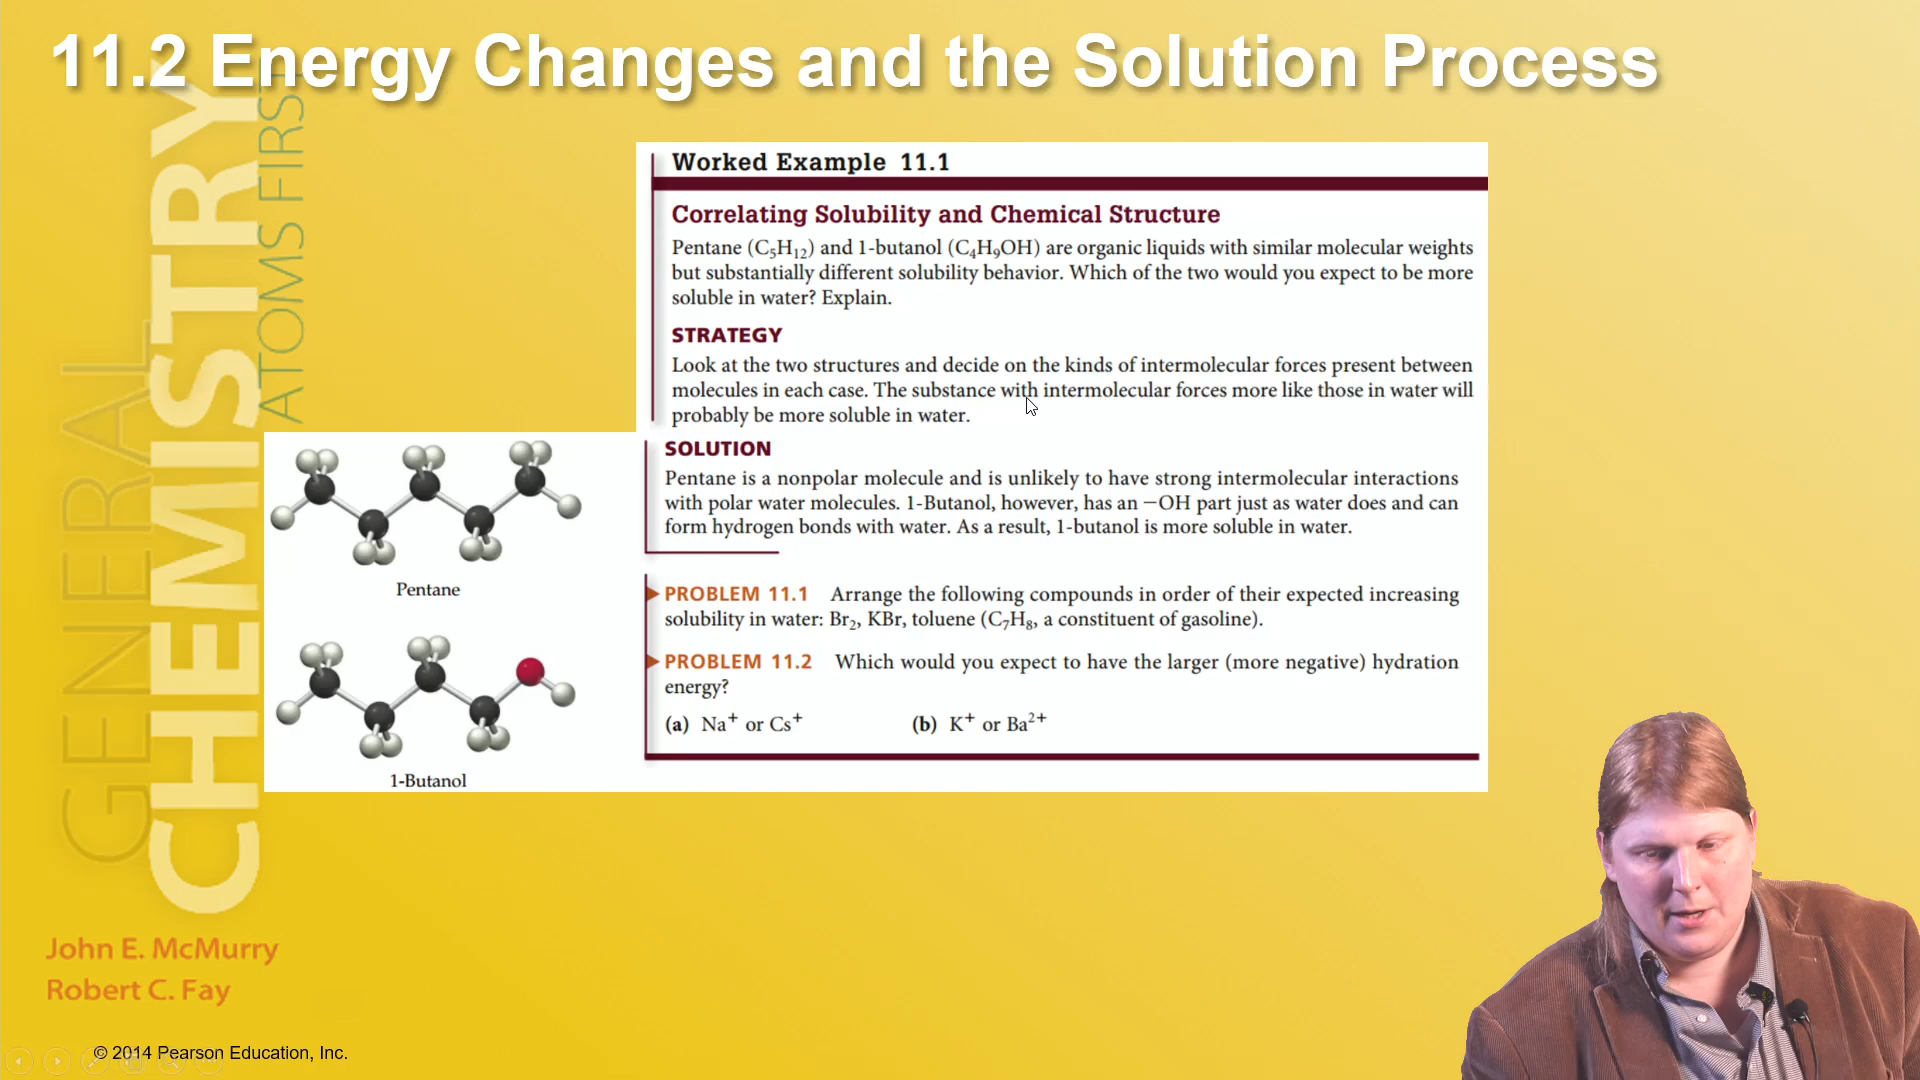 11.2 Energy Changes and the Solution Process
GENERAL
CHEMISTRY
ATOMS FIRST
John E. McMurry
Robert C. Fay
© 2014 Pearson Education, Inc.
Worked Example 11.1
Correlating Solubility and Chemical Structure
Pentane (C₅H₁₂) and 1-butanol (C₄H₉OH) are organic liquids with similar molecular weights
but substantially different solubility behavior. Which of the two would you expect to be more
soluble in water? Explain.
STRATEGY
Look at the two structures and decide on the kinds of intermolecular forces present between
molecules in each case. The substance with intermolecular forces more like those in water will
probably be more soluble in water.
SOLUTION
Pentane is a nonpolar molecule and is unlikely to have strong intermolecular interactions
with polar water molecules. 1-Butanol, however, has an −OH part just as water does and can
form hydrogen bonds with water. As a result, 1-butanol is more soluble in water.
Pentane
1-Butanol
PROBLEM 11.1 Arrange the following compounds in order of their expected increasing
solubility in water: Br₂, KBr, toluene (C₇H₈, a constituent of gasoline).
PROBLEM 11.2 Which would you expect to have the larger (more negative) hydration
energy?
(a) Na⁺ or Cs⁺ (b) K⁺ or Ba²⁺